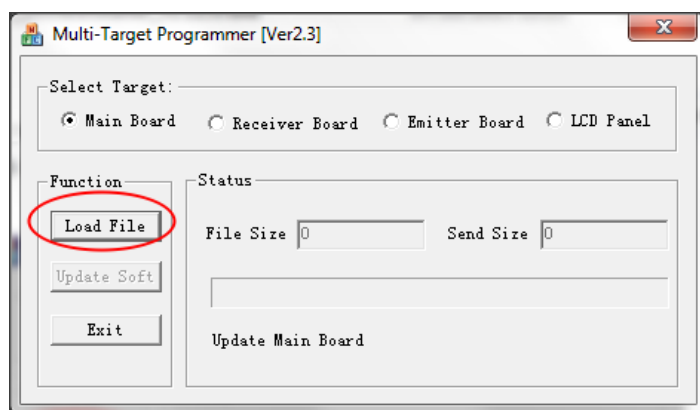 Multi-Target Programmer [Ver2.3]
Select Target:
Main Board Receiver Board Emitter Board LCD Panel
Function
Status
Load File
File Size 0 Send Size 0
Update Soft
Exit
Update Main Board